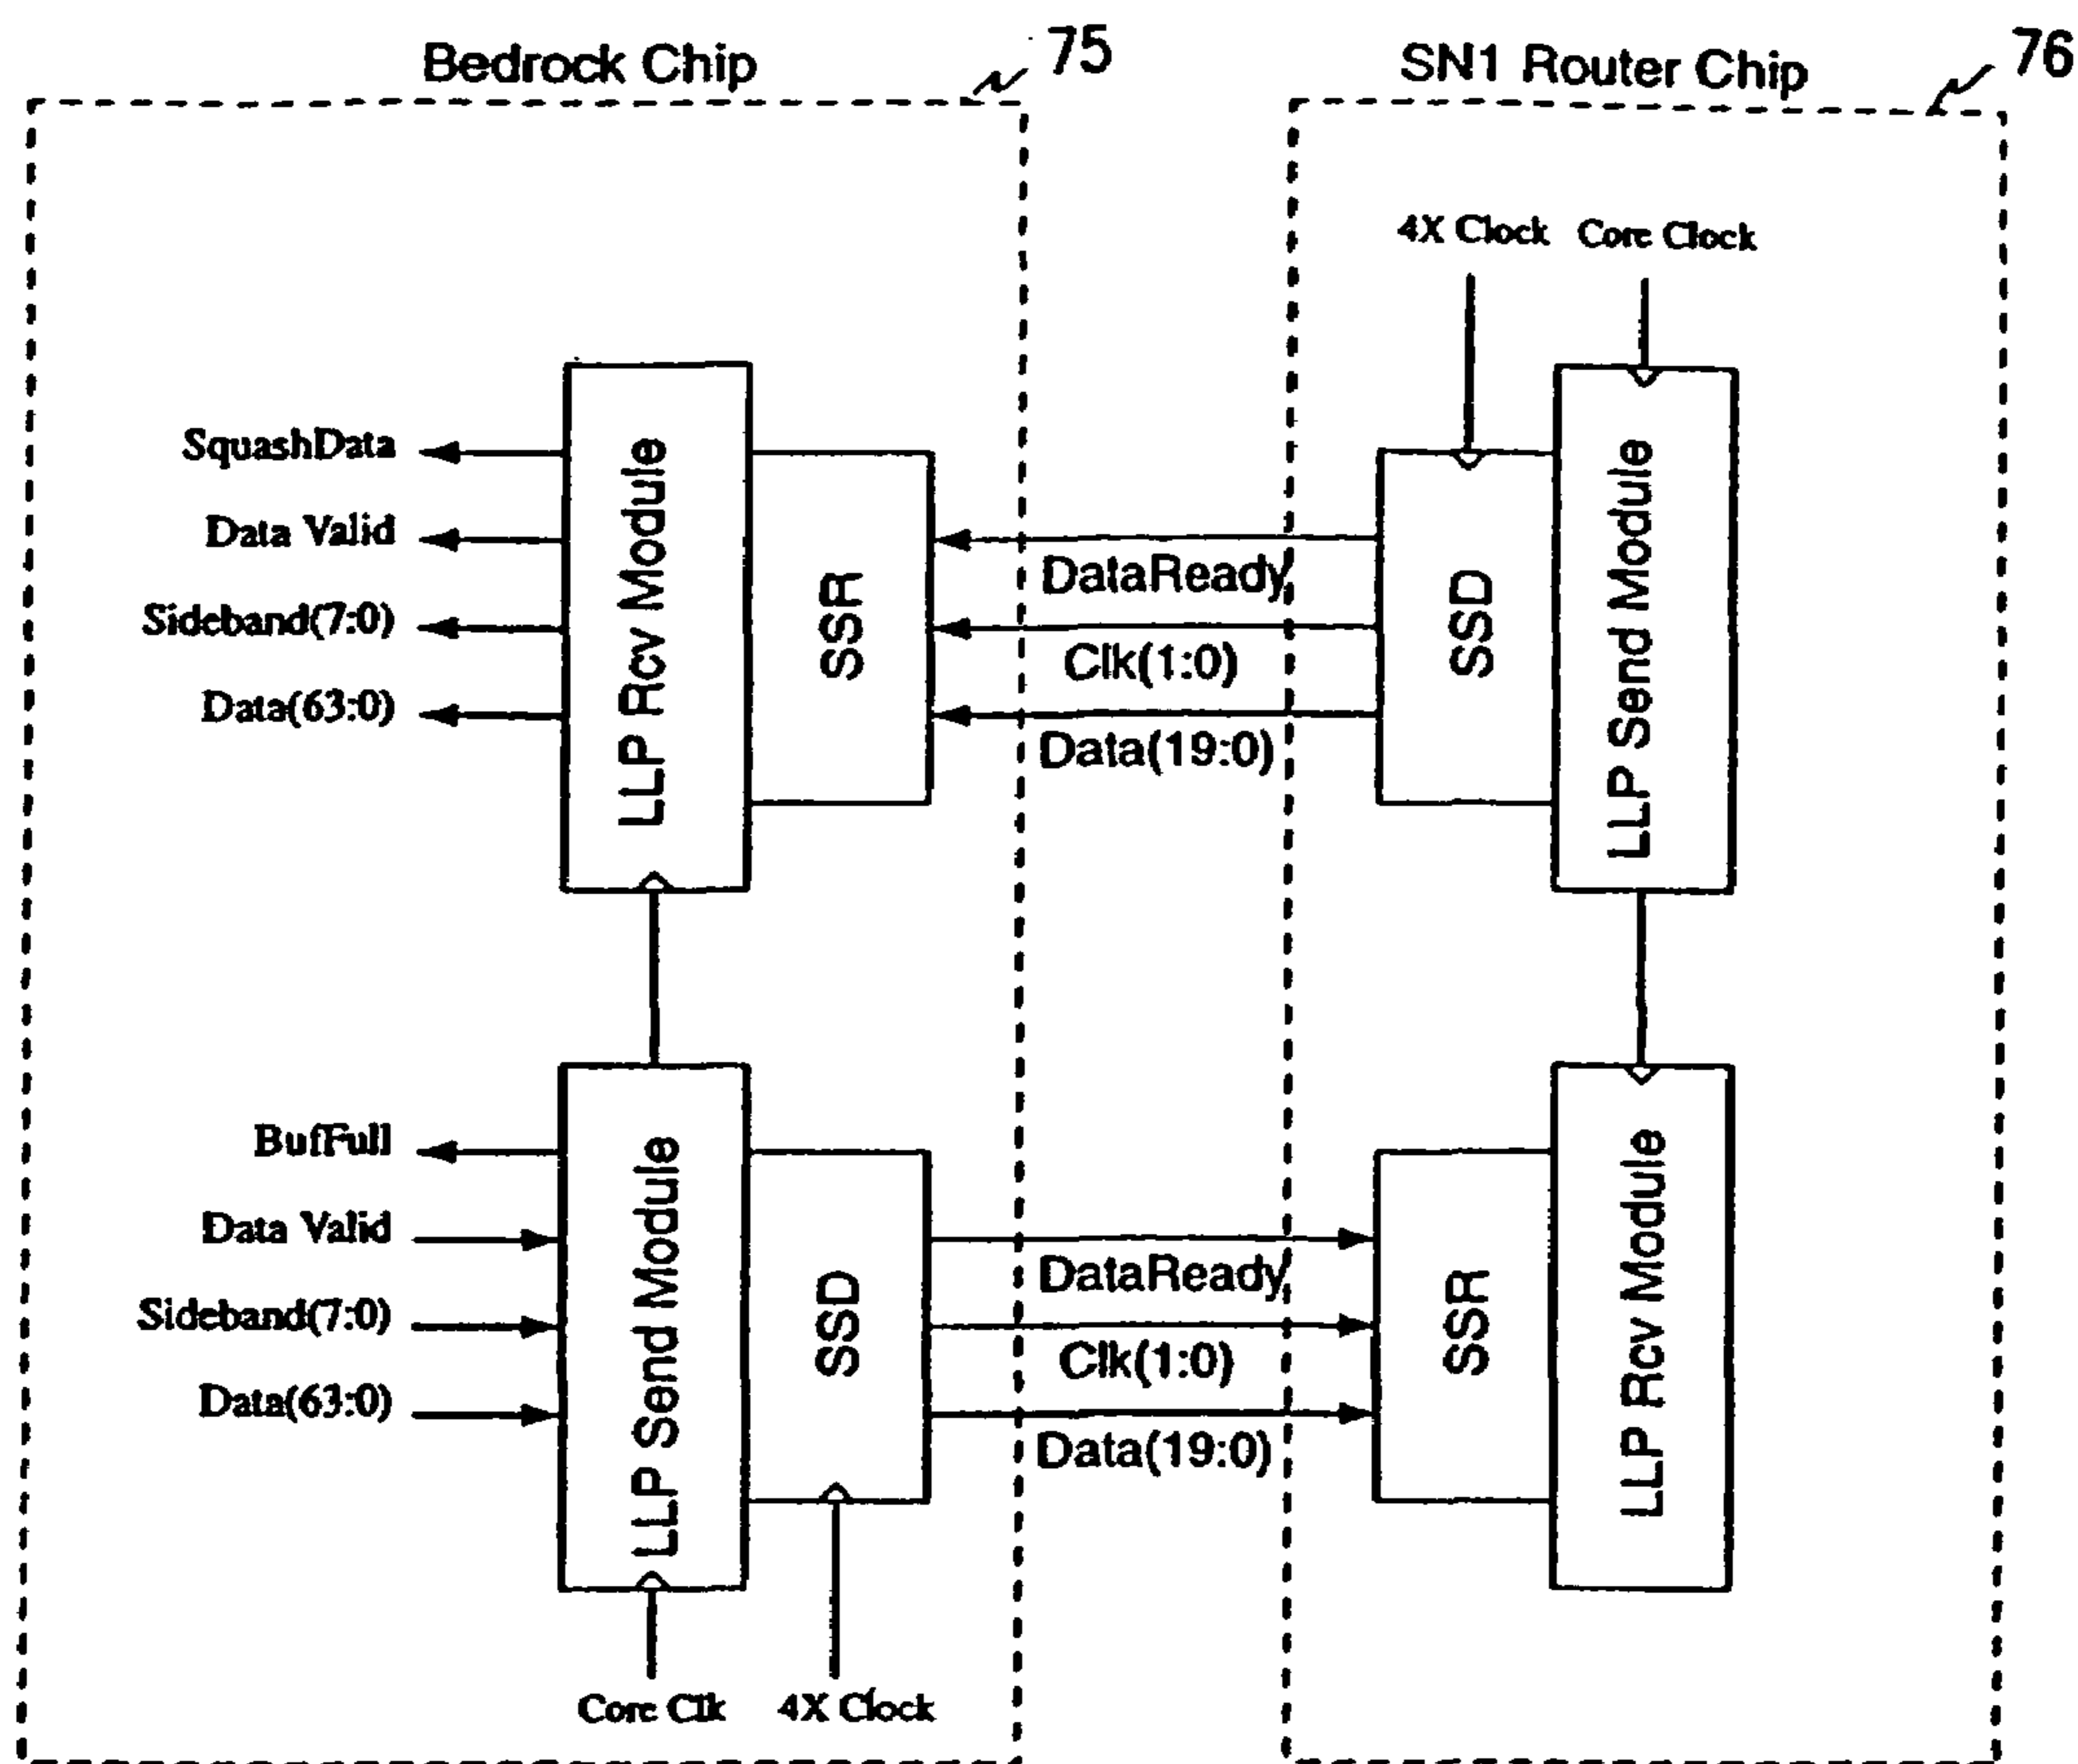 Bedrock Chip
75
SN1 Router Chip
76
4X Clock
Core Clock
SquashData
Data Valid
Sideband(7:0)
Data(63:0)
LLP Rcv Module
SSR
DataReady
Clk(1:0)
Data(19:0)
SSD
LLP Send Module
BufFull
Data Valid
Sideband(7:0)
Data(63:0)
LLP Send Module
SSD
DataReady
Clk(1:0)
Data(19:0)
SSR
LLP Rcv Module
Core Clk
4X Clock